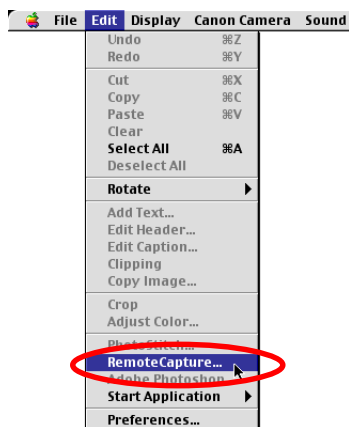 File Edit Display Canon Camera Sound
Undo ⌘Z
Redo ⌘Y
Cut ⌘X
Copy ⌘C
Paste ⌘V
Clear
Select All ⌘A
Deselect All
Rotate
Add Text...
Edit Header...
Edit Caption...
Clipping
Copy Image...
Crop
Adjust Color...
PhotoStitch...
RemoteCapture...
Adobe Photoshop
Start Application
Preferences...